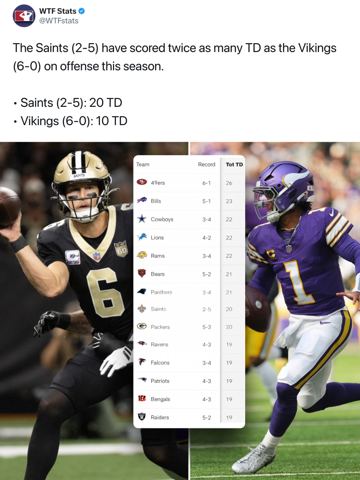 WTF Stats
@WTFstats
The Saints (2-5) have scored twice as many TD as the Vikings
(6-0) on offense this season.
• Saints (2-5): 20 TD
• Vikings (6-0): 10 TD
Team Record Tot TD
49ers 6-1 26
Bills 5-1 23
Cowboys 3-4 22
Lions 4-2 22
Rams 3-4 22
Bears 5-2 21
Panthers 3-4 21
Saints 2-5 20
Packers 5-3 20
Ravens 4-3 19
Falcons 3-4 19
Patriots 4-3 19
Bengals 4-3 19
Raiders 5-2 19
6
1